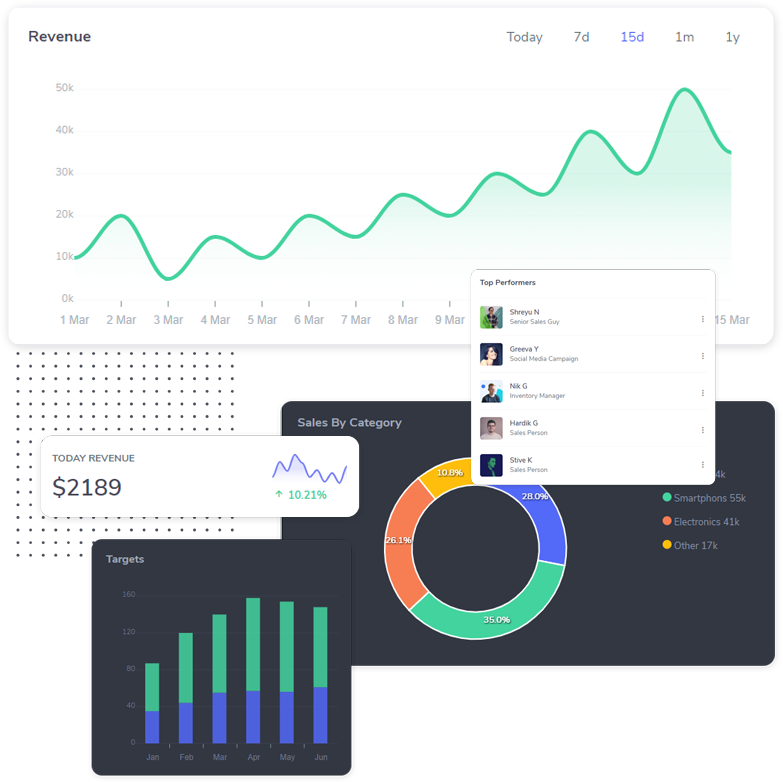 Revenue
Today 7d 15d 1m 1y
50k
40k
30k
20k
10k
0k
1 Mar 2 Mar 3 Mar 4 Mar 5 Mar 6 Mar 7 Mar 8 Mar 9 Mar 15 Mar
Top Performers
Shreyu N
Senior Sales Guy
Greeva Y
Social Media Campaign
Nik G
Inventory Manager
Hardik G
Sales Person
Stive K
Sales Person
Sales By Category
4k
Smartphons 55k
Electronics 41k
Other 17k
10.8%
28.0%
26.1%
35.0%
TODAY REVENUE
$2189
10.21%
Targets
160
120
80
40
0
Jan Feb Mar Apr May Jun